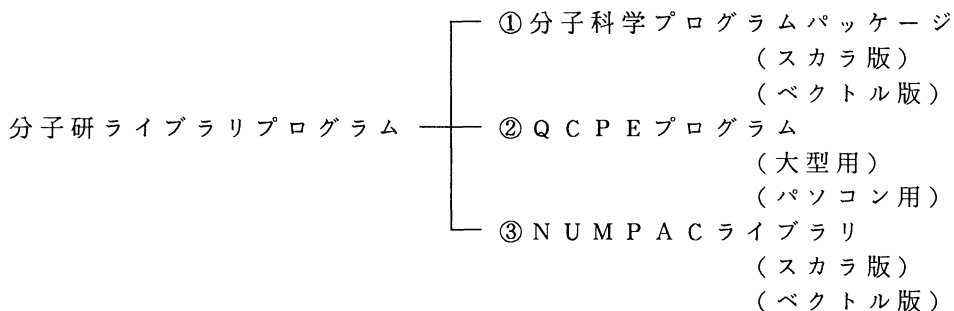 ①分子科学プログラムパッケージ
(スカラ版)
(ベクトル版)
分子研ライブラリプログラム
②QCPEプログラム
(大型用)
(パソコン用)
③NUMPACライブラリ
(スカラ版)
(ベクトル版)